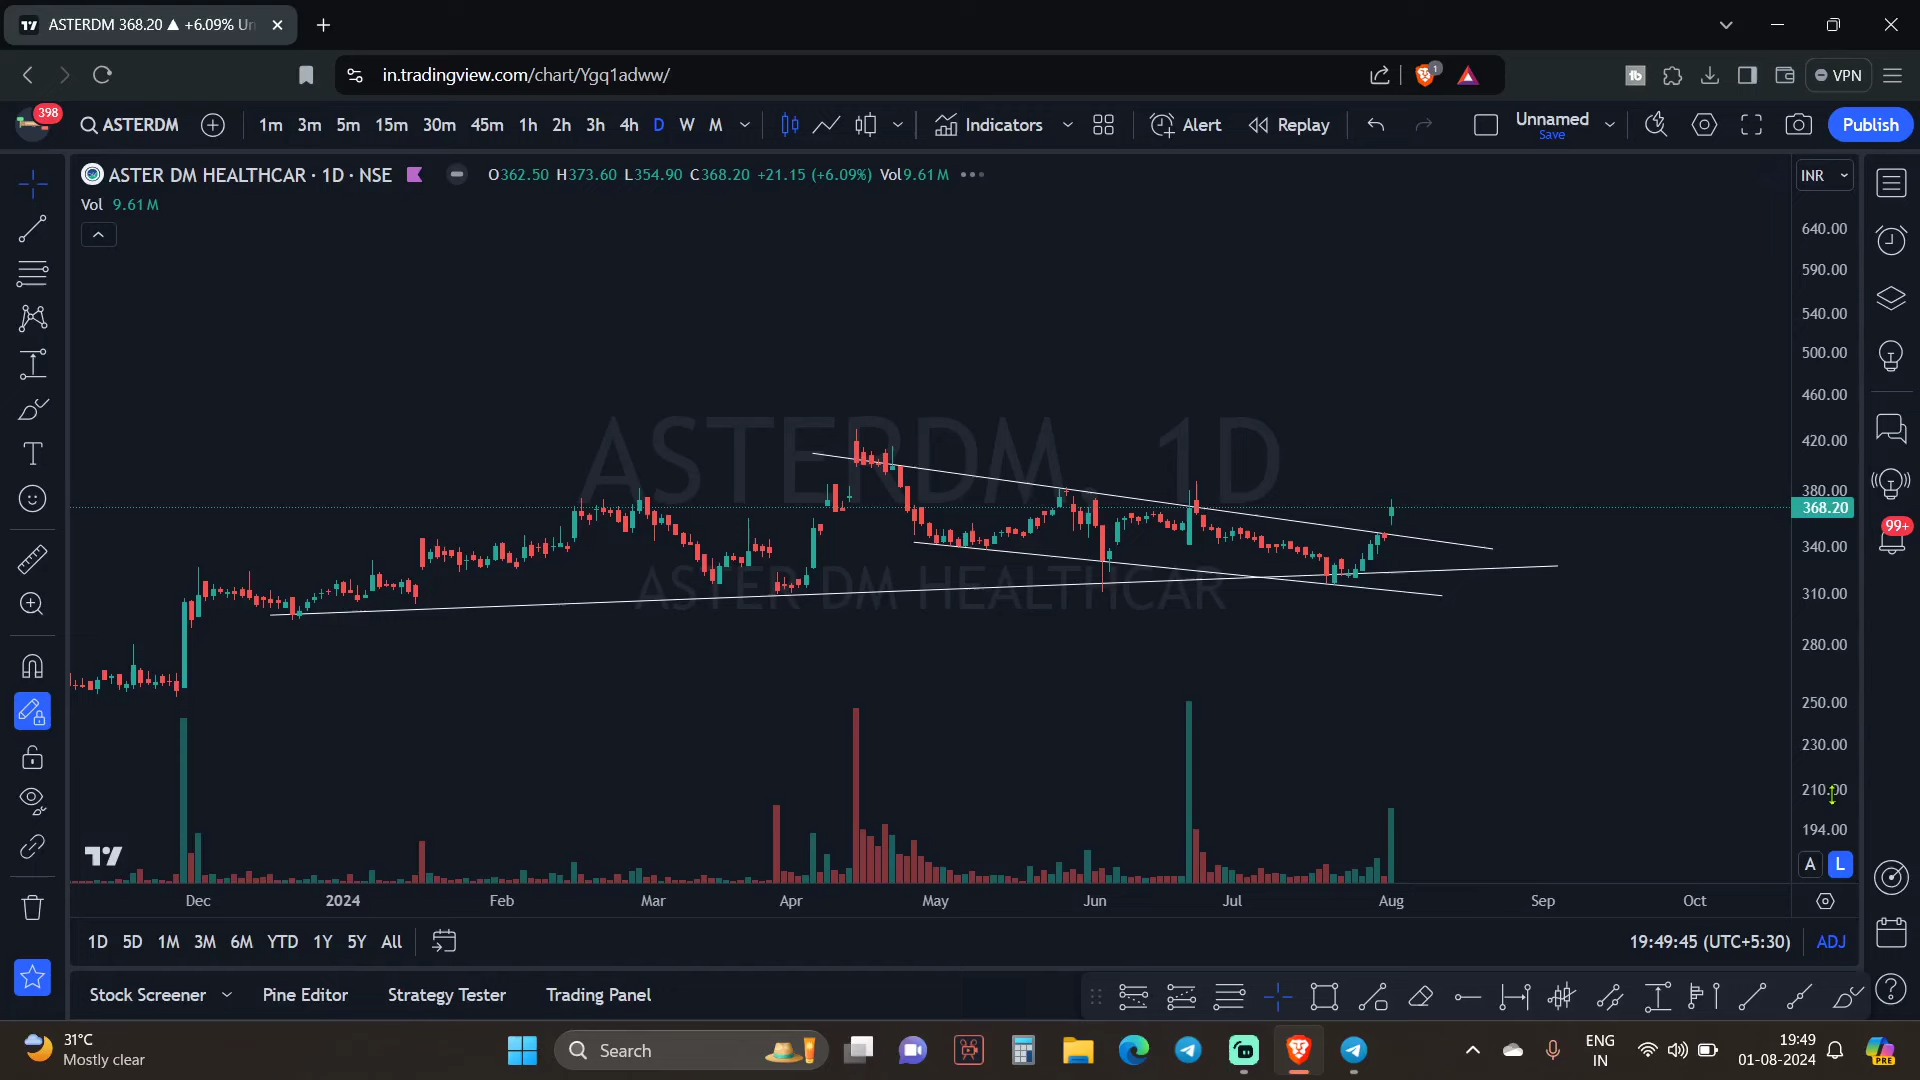 ASTERDM 368.20 ▲ +6.09% Un
in.tradingview.com/chart/Ygq1adww/
1
VPN
398
ASTERDM
1m 3m 5m 15m 30m 45m 1h 2h 3h 4h D W M
Indicators
Alert
Replay
Unnamed
Save
Publish
ASTER DM HEALTHCAR · 1D · NSE
O362.50 H373.60 L354.90 C368.20 +21.15 (+6.09%) Vol9.61M
INR
Vol 9.61M
640.00
590.00
540.00
500.00
460.00
420.00
380.00
368.20
340.00
310.00
280.00
250.00
230.00
210.00
194.00
99+
ASTERDM, 1D
ASTER DM HEALTHCAR
A L
Dec 2024 Feb Mar Apr May Jun Jul Aug Sep Oct
1D 5D 1M 3M 6M YTD 1Y 5Y All
19:49:45 (UTC+5:30) ADJ
Stock Screener Pine Editor Strategy Tester Trading Panel
31°C
Mostly clear
Search
ENG
IN
19:49
01-08-2024
PRE